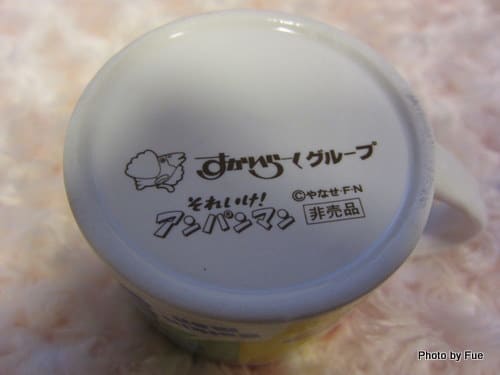 すかいらーくグループ
それいけ!
アンパンマン
©やなせ・F・N
非売品
Photo by Fue